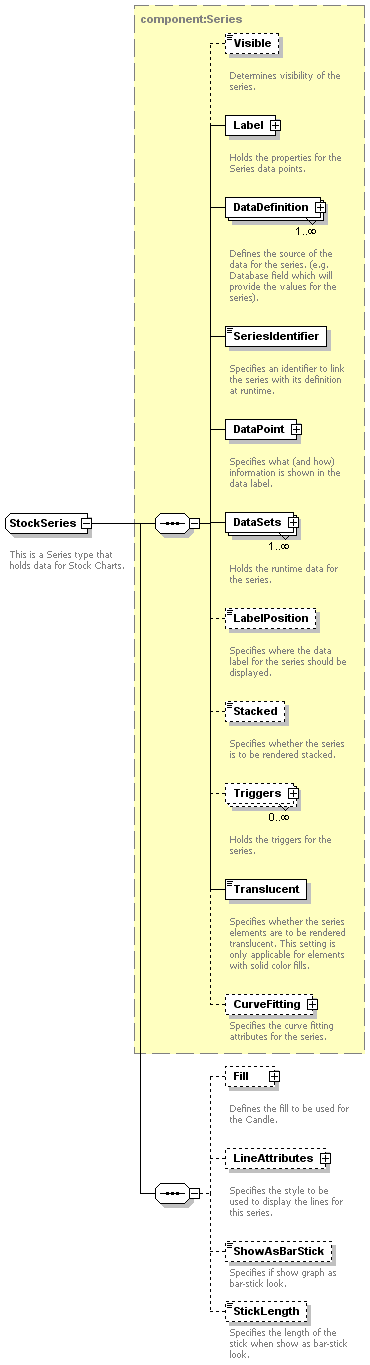 component:Series
Visible
Determines visibility of the
series.
Label
Holds the properties for the
Series data points.
DataDefinition
1..∞
Defines the source of the
data for the series. (e.g.
Database field which will
provide the values for the
series).
SeriesIdentifier
Specifies an identifier to link
the series with its definition
at runtime.
DataPoint
Specifies what (and how)
information is shown in the
data label.
StockSeries
This is a Series type that
holds data for Stock Charts.
DataSets
1..∞
Holds the runtime data for
the series.
LabelPosition
Specifies where the data
label for the series should be
displayed.
Stacked
Specifies whether the series
is to be rendered stacked.
Triggers
0..∞
Holds the triggers for the
series.
Translucent
Specifies whether the series
elements are to be rendered
translucent. This setting is
only applicable for elements
with solid color fills.
CurveFitting
Specifies the curve fitting
attributes for the series.
Fill
Defines the fill to be used for
the Candle.
LineAttributes
Specifies the style to be
used to display the lines for
this series.
ShowAsBarStick
Specifies if show graph as
bar-stick look.
StickLength
Specifies the length of the
stick when show as bar-stick
look.